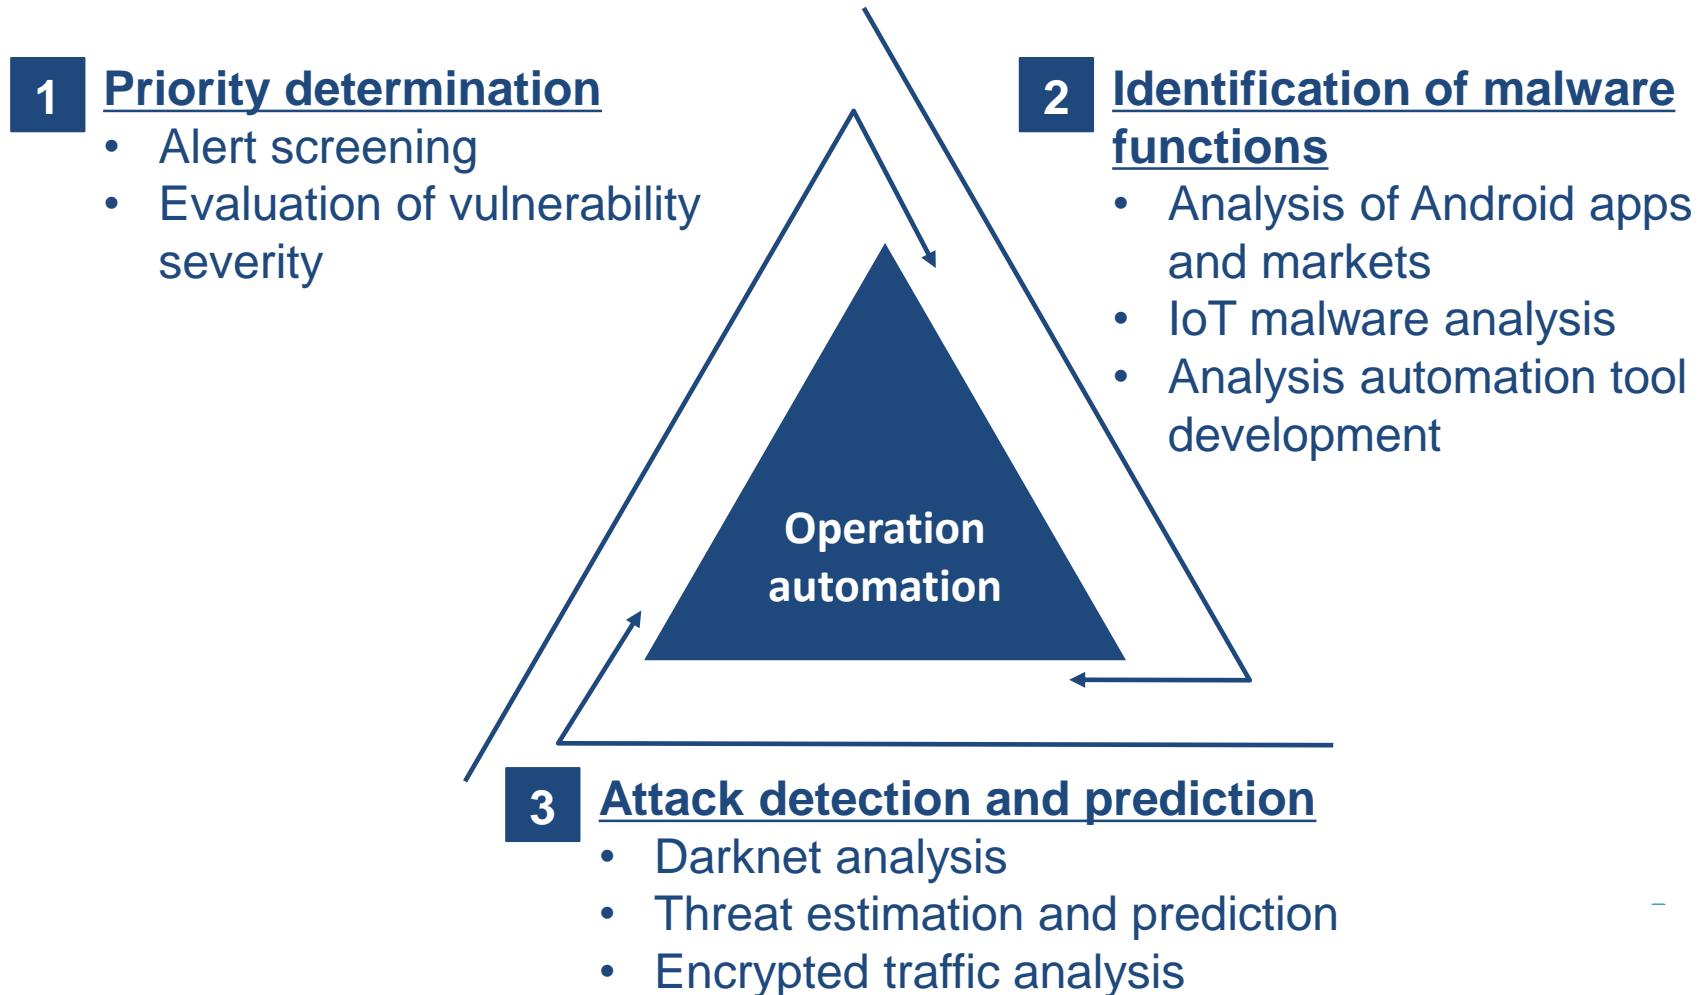 1 Priority determination
• Alert screening
• Evaluation of vulnerability
severity
2 Identification of malware
functions
• Analysis of Android apps
and markets
• IoT malware analysis
• Analysis automation tool
development
Operation
automation
3 Attack detection and prediction
• Darknet analysis
• Threat estimation and prediction
• Encrypted traffic analysis